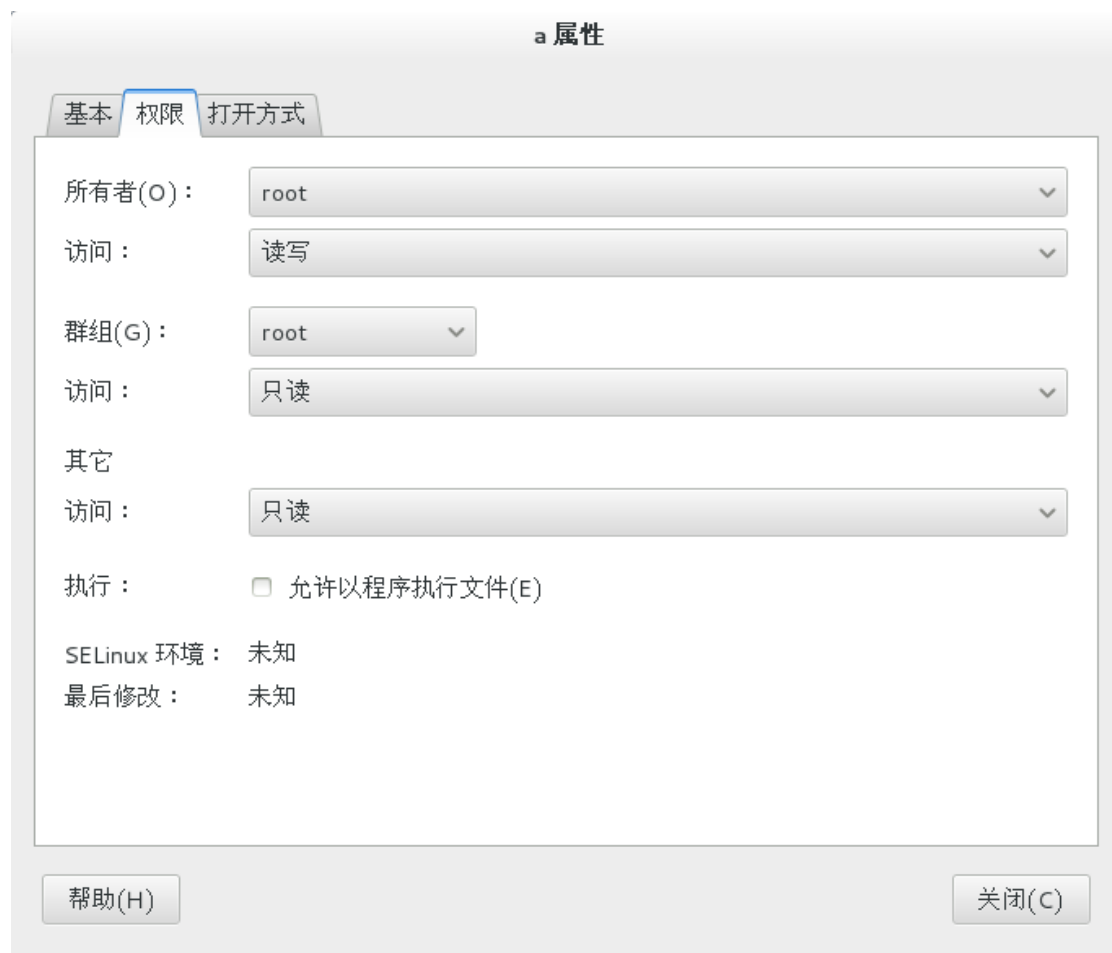 a 属性
基本 权限 打开方式
所有者(O)： root
访问： 读写
群组(G)： root
访问： 只读
其它
访问： 只读
执行： 允许以程序执行文件(E)
SELinux 环境： 未知
最后修改： 未知
帮助(H) 关闭(C)